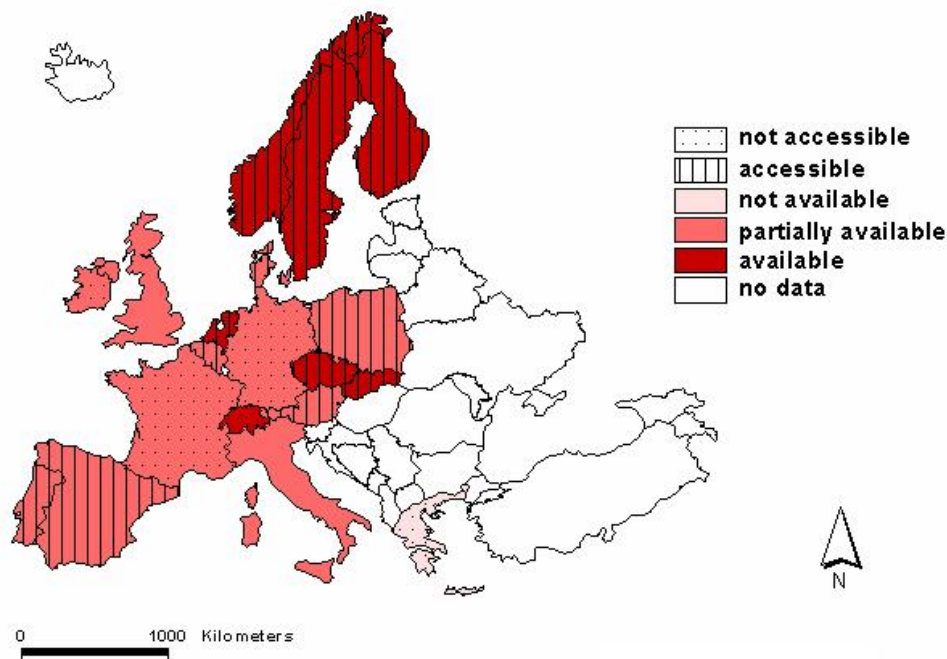 not accessible
accessible
not available
partially available
available
no data
N
0 1000 Kilometers